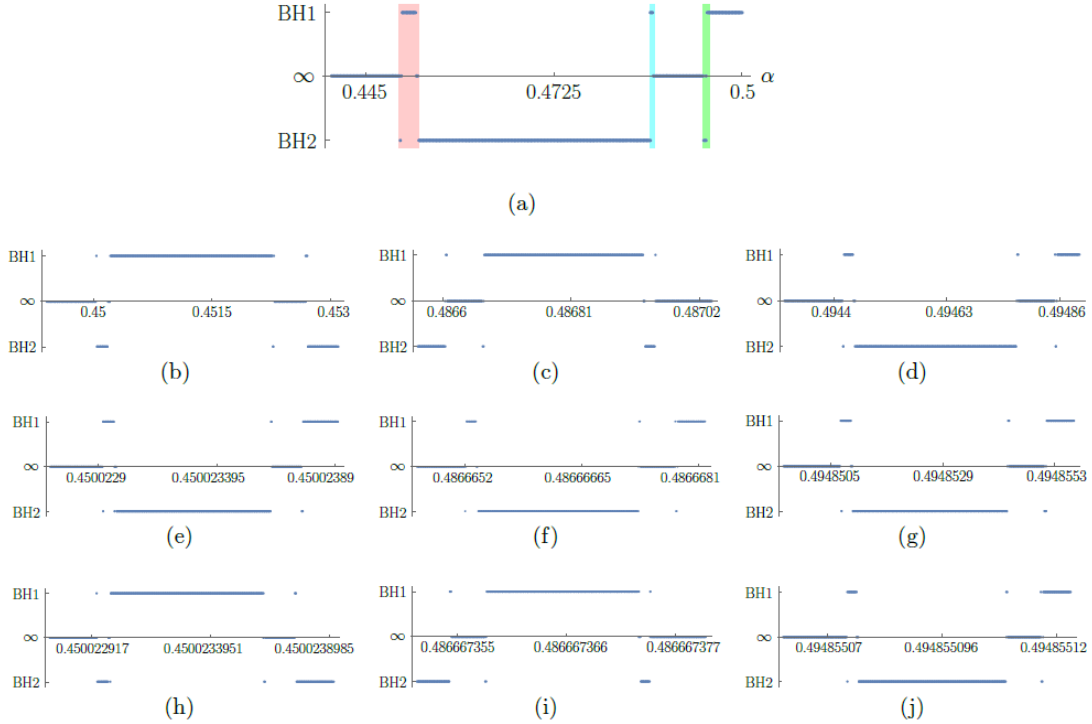 BH1
∞ 0.445 0.4725 0.5 α
BH2
(a)
BH1 BH1 BH1
∞ 0.45 0.4515 0.453 ∞ 0.4866 0.48681 0.48702 ∞ 0.4944 0.49463 0.49486
BH2 BH2 BH2
(b) (c) (d)
BH1 BH1 BH1
∞ 0.4500229 0.450023395 0.45002389 ∞ 0.4866652 0.48666665 0.4866681 ∞ 0.4948505 0.4948529 0.4948553
BH2 BH2 BH2
(e) (f) (g)
BH1 BH1 BH1
∞ 0.450022917 0.4500233951 0.4500238985 ∞ 0.486667355 0.486667366 0.486667377 ∞ 0.49485507 0.494855096 0.49485512
BH2 BH2 BH2
(h) (i) (j)